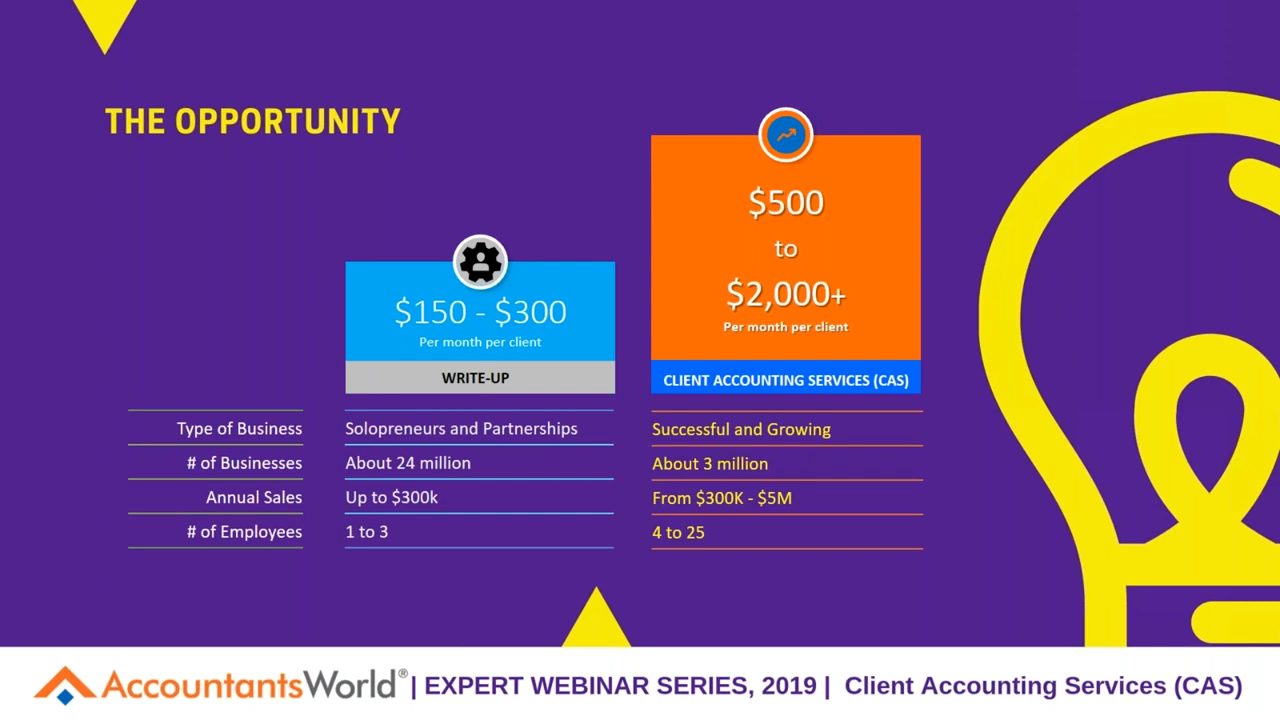 THE OPPORTUNITY
$150 - $300
Per month per client
WRITE-UP
$500
to
$2,000+
Per month per client
CLIENT ACCOUNTING SERVICES (CAS)
Type of Business Solopreneurs and Partnerships Successful and Growing
# of Businesses About 24 million About 3 million
Annual Sales Up to $300k From $300K - $5M
# of Employees 1 to 3 4 to 25
AccountantsWorld® | EXPERT WEBINAR SERIES, 2019 | Client Accounting Services (CAS)